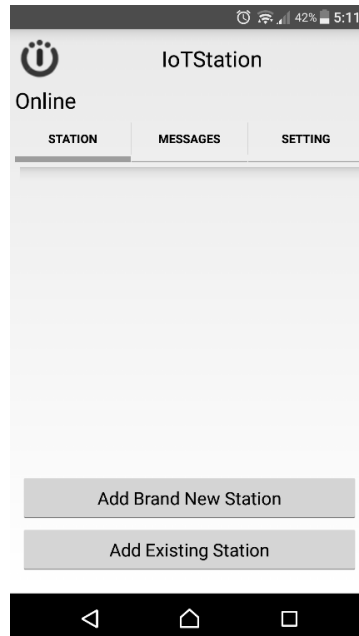 42% 5:11
IoTStation
Online
STATION MESSAGES SETTING
Add Brand New Station
Add Existing Station